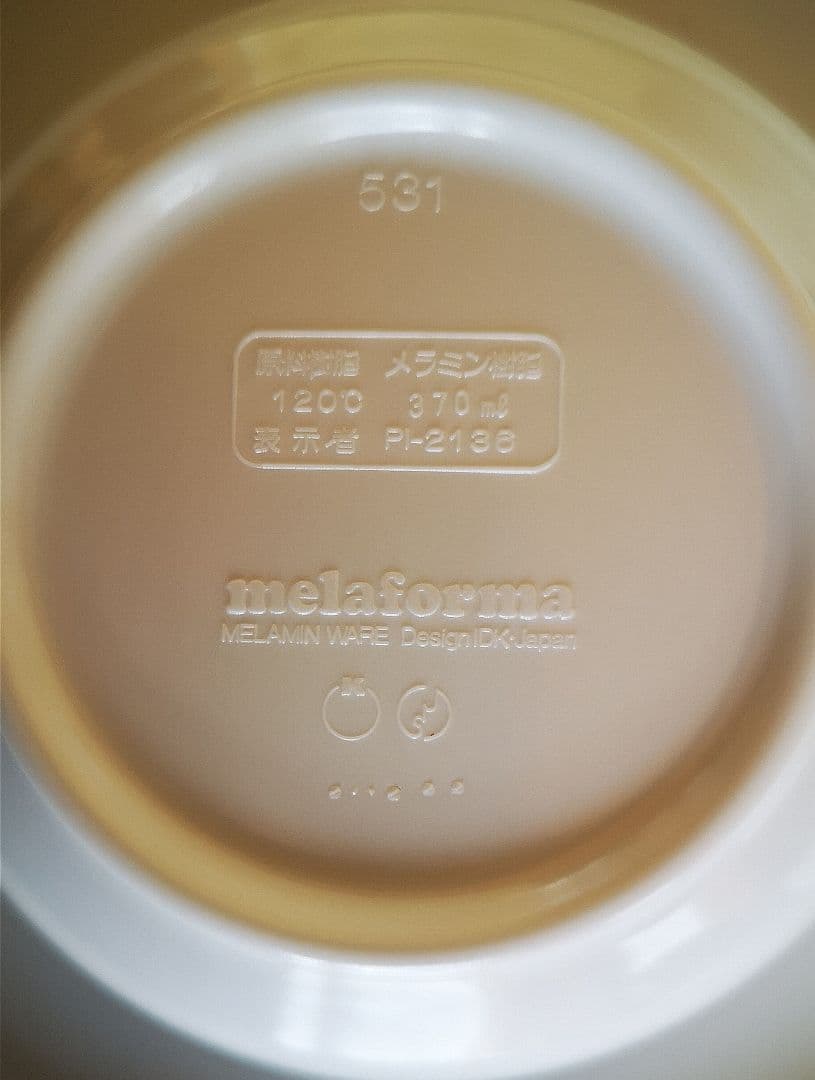 531
原料樹脂 メラミン樹脂
120℃ 370㎖
表示者 PI-2136
melaforma
MELAMIN WARE Design IDK・Japan